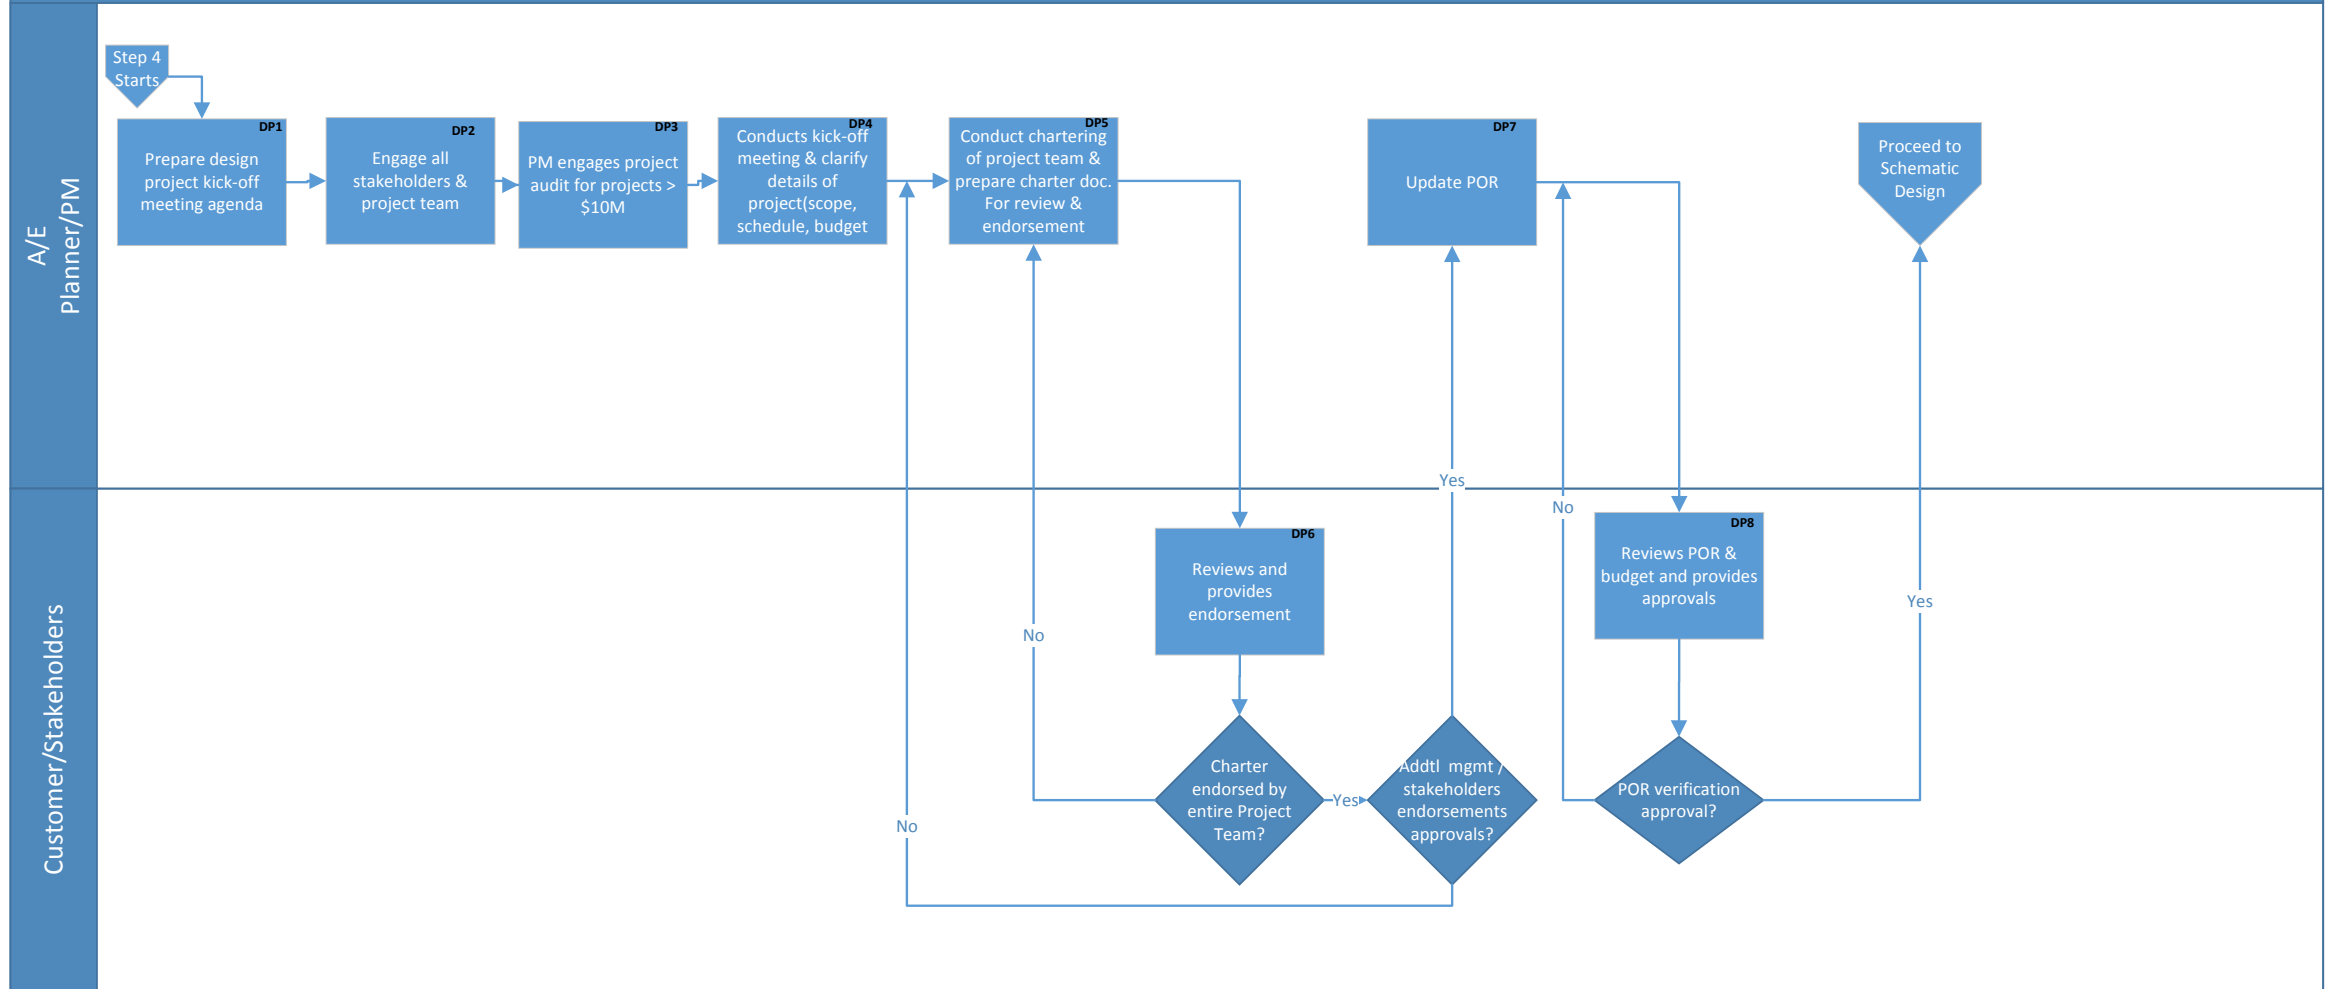 Step 4
Starts
A/E
Planner/PM
DP1
Prepare design
project kick-off
meeting agenda
DP2
Engage all
stakeholders &
project team
DP3
PM engages project
audit for projects >
$10M
DP4
Conducts kick-off
meeting & clarify
details of
project(scope,
schedule, budget
DP5
Conduct chartering
of project team &
prepare charter doc.
For review &
endorsement
DP7
Update POR
Proceed to
Schematic
Design
Yes
No
Customer/Stakeholders
DP6
Reviews and
provides
endorsement
DP8
Reviews POR &
budget and provides
approvals
Yes
No
Charter
endorsed by
entire Project
Team?
Yes
Addtl  mgmt /
stakeholders
endorsements
approvals?
POR verification
approval?
No